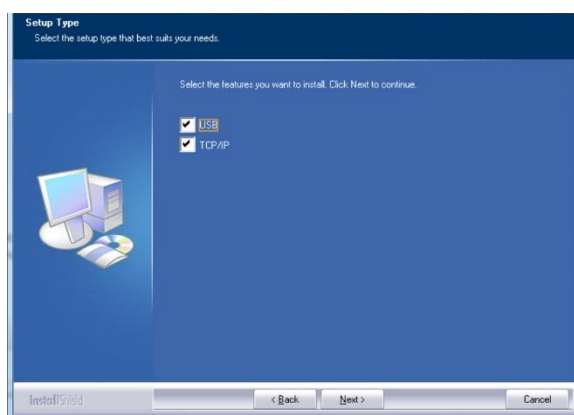 Setup Type
Select the setup type that best suits your needs.
Select the features you want to install. Click Next to continue.
USB
TCP/IP
InstallShield
< Back Next > Cancel